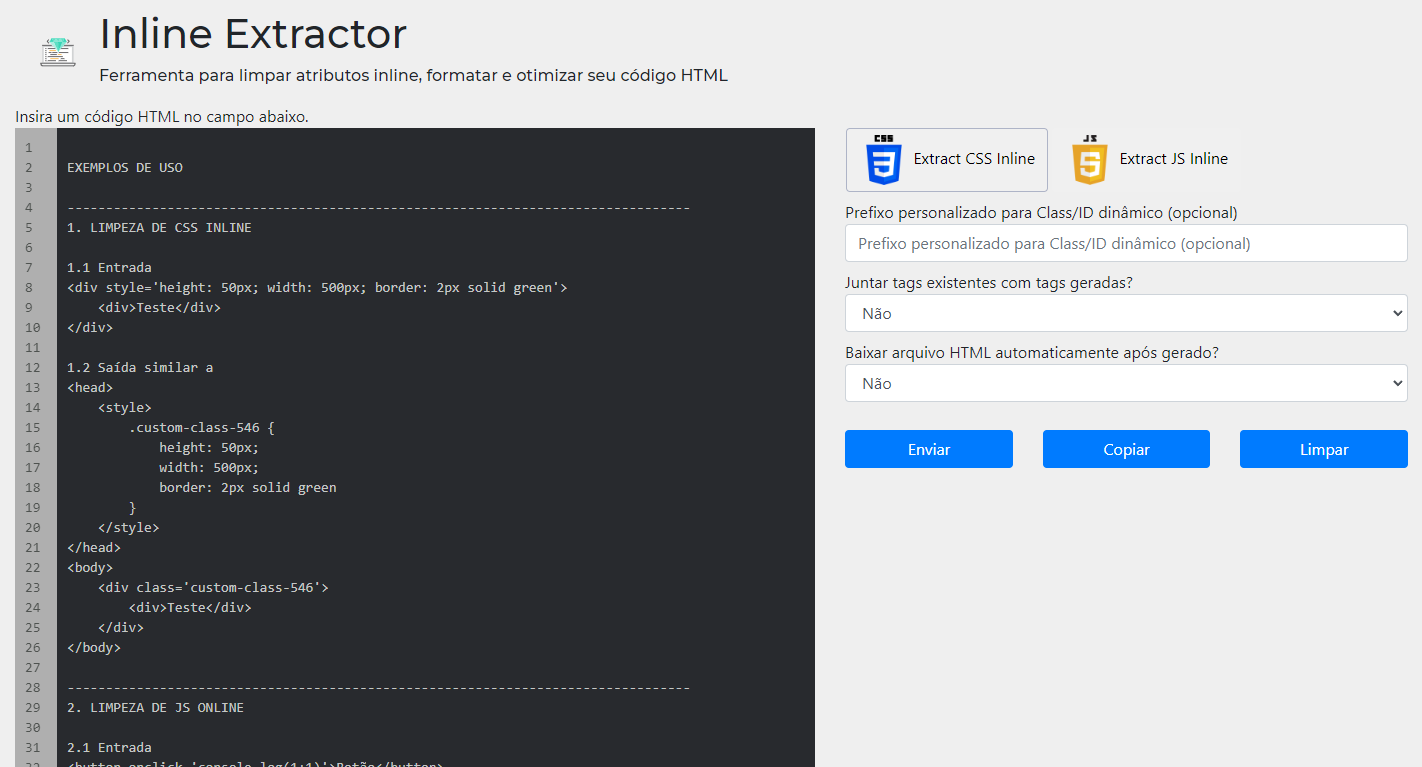 Inline Extractor
Ferramenta para limpar atributos inline, formatar e otimizar seu código HTML
Insira um código HTML no campo abaixo.
1
2 EXEMPLOS DE USO
3
4 ---------------------------------------------------------------------------------
5 1. LIMPEZA DE CSS INLINE
6
7 1.1 Entrada
8 <div style='height: 50px; width: 500px; border: 2px solid green'>
9     <div>Teste</div>
10 </div>
11
12 1.2 Saída similar a
13 <head>
14     <style>
15         .custom-class-546 {
16             height: 50px;
17             width: 500px;
18             border: 2px solid green
19         }
20     </style>
21 </head>
22 <body>
23     <div class='custom-class-546'>
24         <div>Teste</div>
25     </div>
26 </body>
27
28 ---------------------------------------------------------------------------------
29 2. LIMPEZA DE JS ONLINE
30
31 2.1 Entrada
32 <button onclick='console.log(1+1)'>Botão</button>
CSS
Extract CSS Inline
JS
Extract JS Inline
Prefixo personalizado para Class/ID dinâmico (opcional)
Prefixo personalizado para Class/ID dinâmico (opcional)
Juntar tags existentes com tags geradas?
Não
Baixar arquivo HTML automaticamente após gerado?
Não
Enviar
Copiar
Limpar